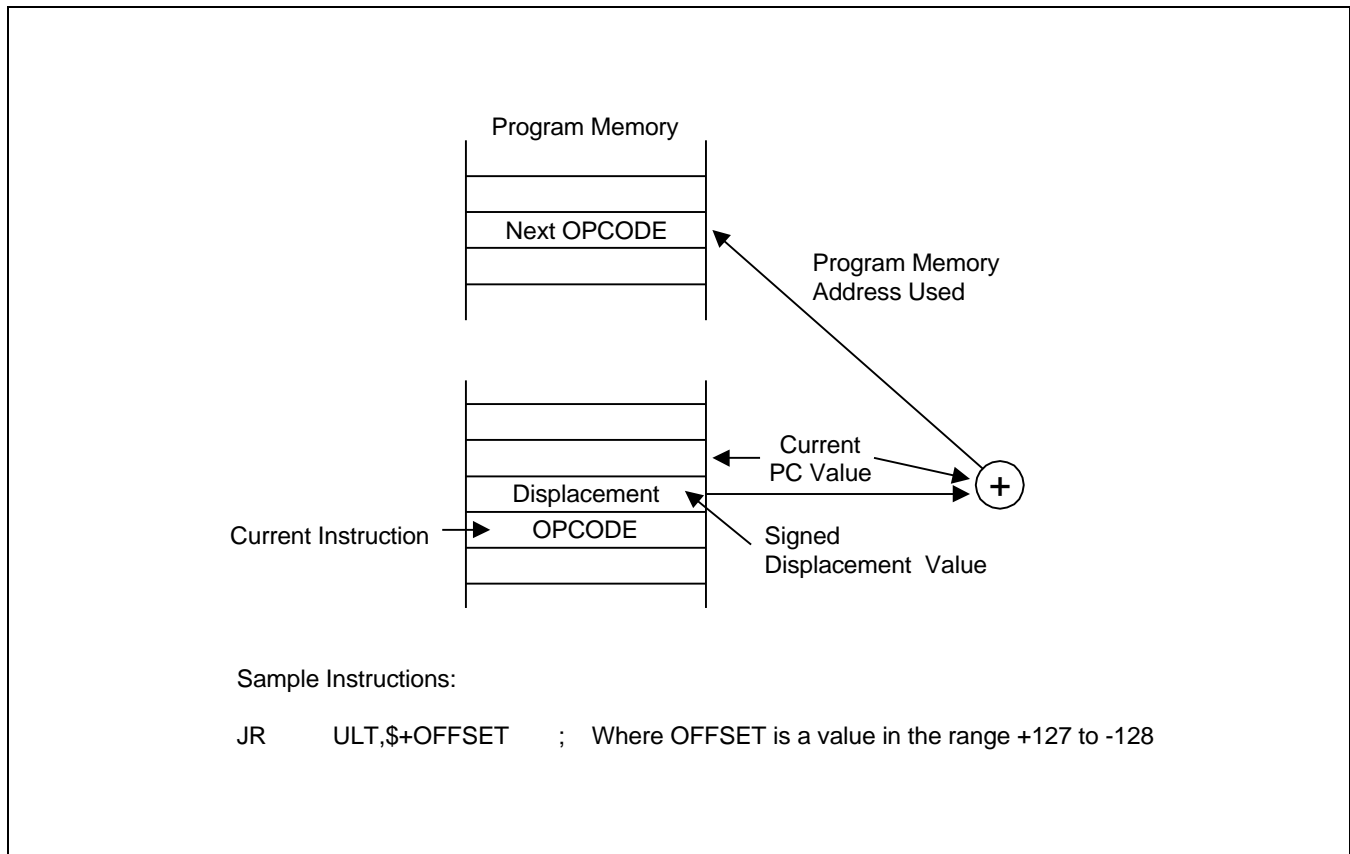 Program Memory
Next OPCODE
Program Memory
Address Used
Current
PC Value
Displacement
+
Current Instruction
OPCODE
Signed
Displacement Value
Sample Instructions:
JR ULT,$+OFFSET ; Where OFFSET is a value in the range +127 to -128